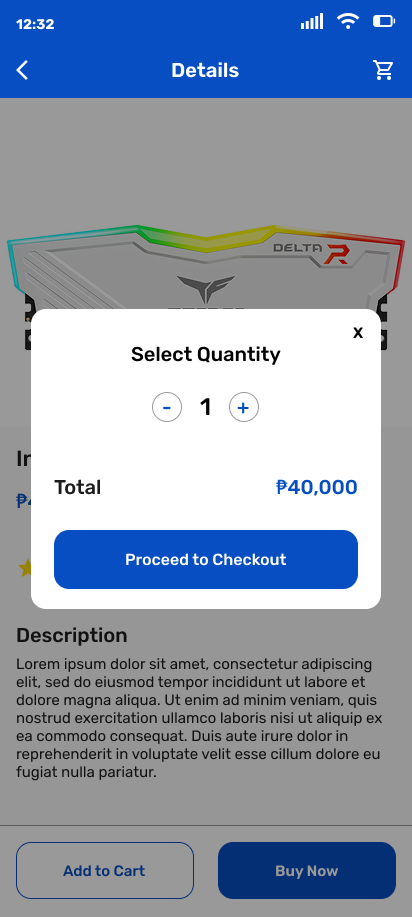 12:32
Details
DELTA R
x
Select Quantity
- 1 +
Total ₱40,000
Proceed to Checkout
Description
Lorem ipsum dolor sit amet, consectetur adipiscing
elit, sed do eiusmod tempor incididunt ut labore et
dolore magna aliqua. Ut enim ad minim veniam, quis
nostrud exercitation ullamco laboris nisi ut aliquip ex
ea commodo consequat. Duis aute irure dolor in
reprehenderit in voluptate velit esse cillum dolore eu
fugiat nulla pariatur.
Add to Cart
Buy Now